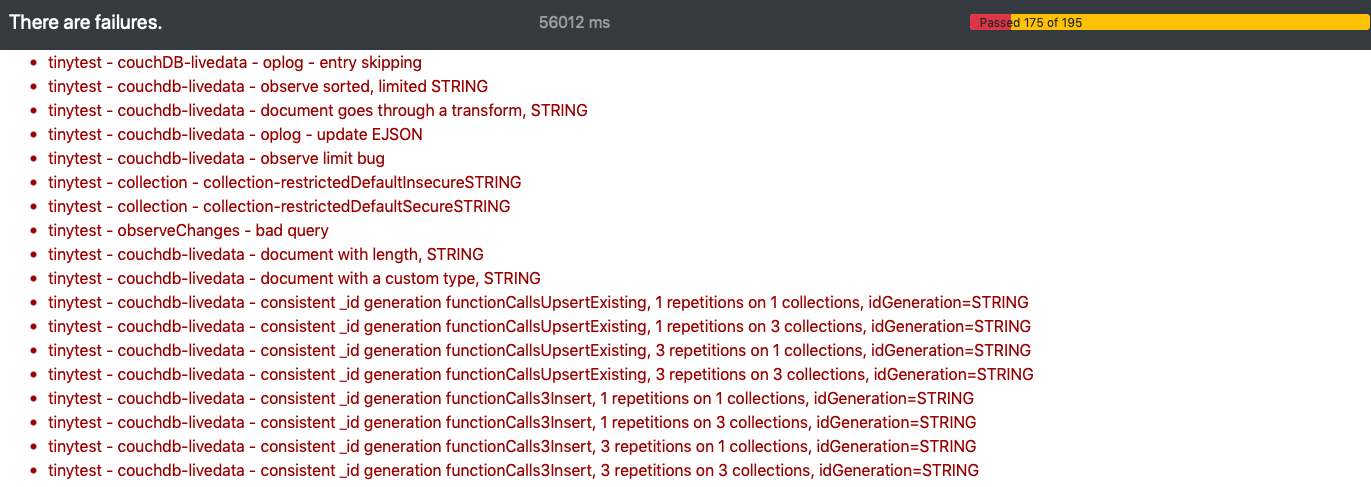 There are failures.
56012 ms
Passed 175 of 195
tinytest - couchDB-livedata - oplog - entry skipping
tinytest - couchdb-livedata - observe sorted, limited STRING
tinytest - couchdb-livedata - document goes through a transform, STRING
tinytest - couchdb-livedata - oplog - update EJSON
tinytest - couchdb-livedata - observe limit bug
tinytest - collection - collection-restrictedDefaultInsecureSTRING
tinytest - collection - collection-restrictedDefaultSecureSTRING
tinytest - observeChanges - bad query
tinytest - couchdb-livedata - document with length, STRING
tinytest - couchdb-livedata - document with a custom type, STRING
tinytest - couchdb-livedata - consistent _id generation functionCallsUpsertExisting, 1 repetitions on 1 collections, idGeneration=STRING
tinytest - couchdb-livedata - consistent _id generation functionCallsUpsertExisting, 1 repetitions on 3 collections, idGeneration=STRING
tinytest - couchdb-livedata - consistent _id generation functionCallsUpsertExisting, 3 repetitions on 1 collections, idGeneration=STRING
tinytest - couchdb-livedata - consistent _id generation functionCallsUpsertExisting, 3 repetitions on 3 collections, idGeneration=STRING
tinytest - couchdb-livedata - consistent _id generation functionCalls3Insert, 1 repetitions on 1 collections, idGeneration=STRING
tinytest - couchdb-livedata - consistent _id generation functionCalls3Insert, 1 repetitions on 3 collections, idGeneration=STRING
tinytest - couchdb-livedata - consistent _id generation functionCalls3Insert, 3 repetitions on 1 collections, idGeneration=STRING
tinytest - couchdb-livedata - consistent _id generation functionCalls3Insert, 3 repetitions on 3 collections, idGeneration=STRING